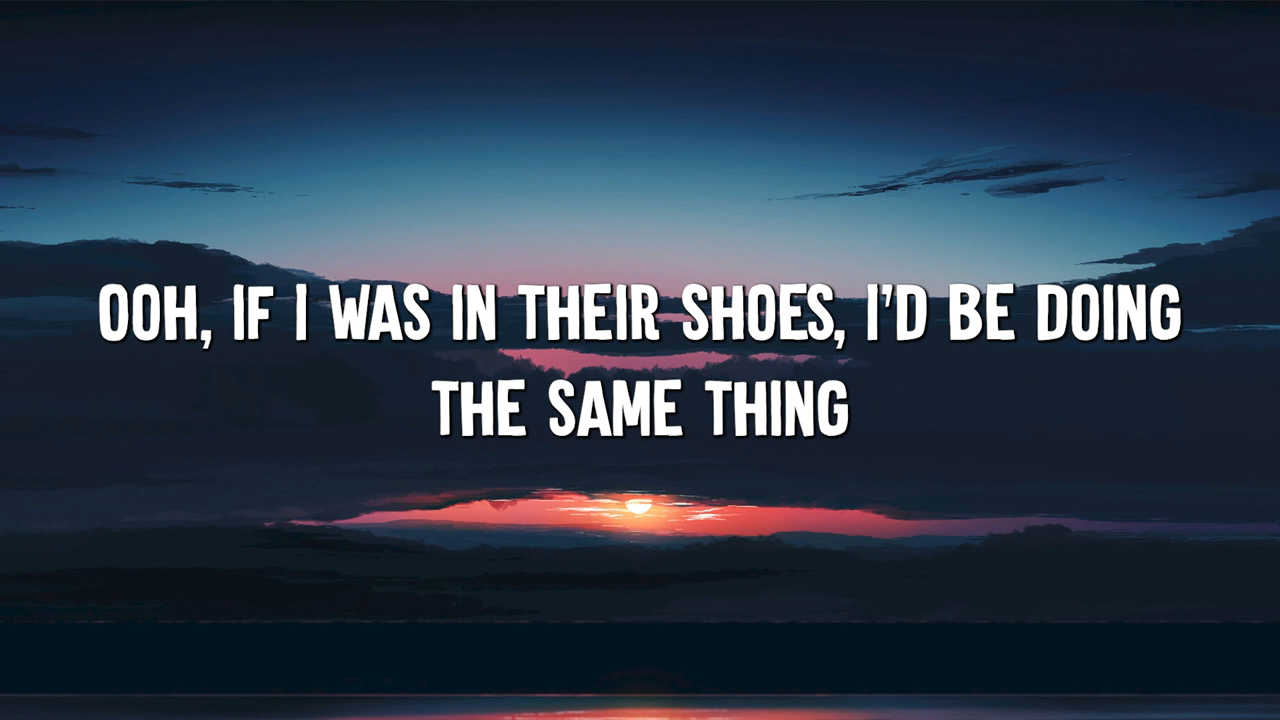 OOH, IF I WAS IN THEIR SHOES, I'D BE DOING
THE SAME THING